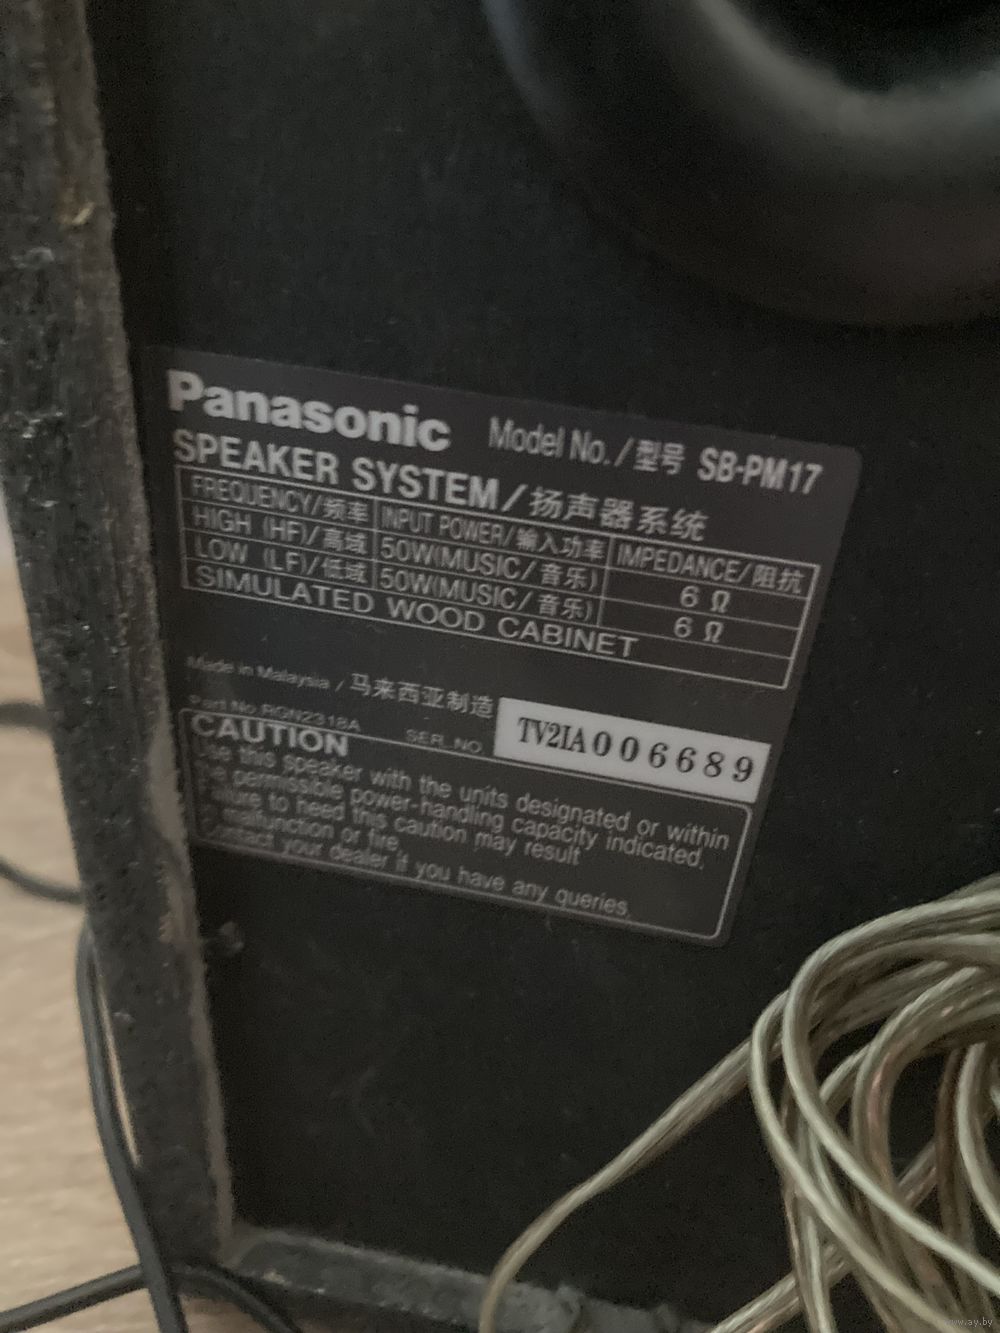 Panasonic Model No./型号 SB-PM17
SPEAKER SYSTEM/扬声器系统
FREQUENCY/频率 INPUT POWER/输入功率 IMPEDANCE/阻抗
HIGH (HF)/高域 50W(MUSIC/音乐) 6 Ω
LOW (LF)/低域 50W(MUSIC/音乐) 6 Ω
SIMULATED WOOD CABINET
Made in Malaysia / 马来西亚制造
Part No.RGN2318A SER. NO. TV2IA006689
CAUTION
Use this speaker with the units designated or within
the permissible power-handling capacity indicated.
Failure to heed this caution may result
malfunction or fire.
Contact your dealer if you have any queries.
www.ay.by